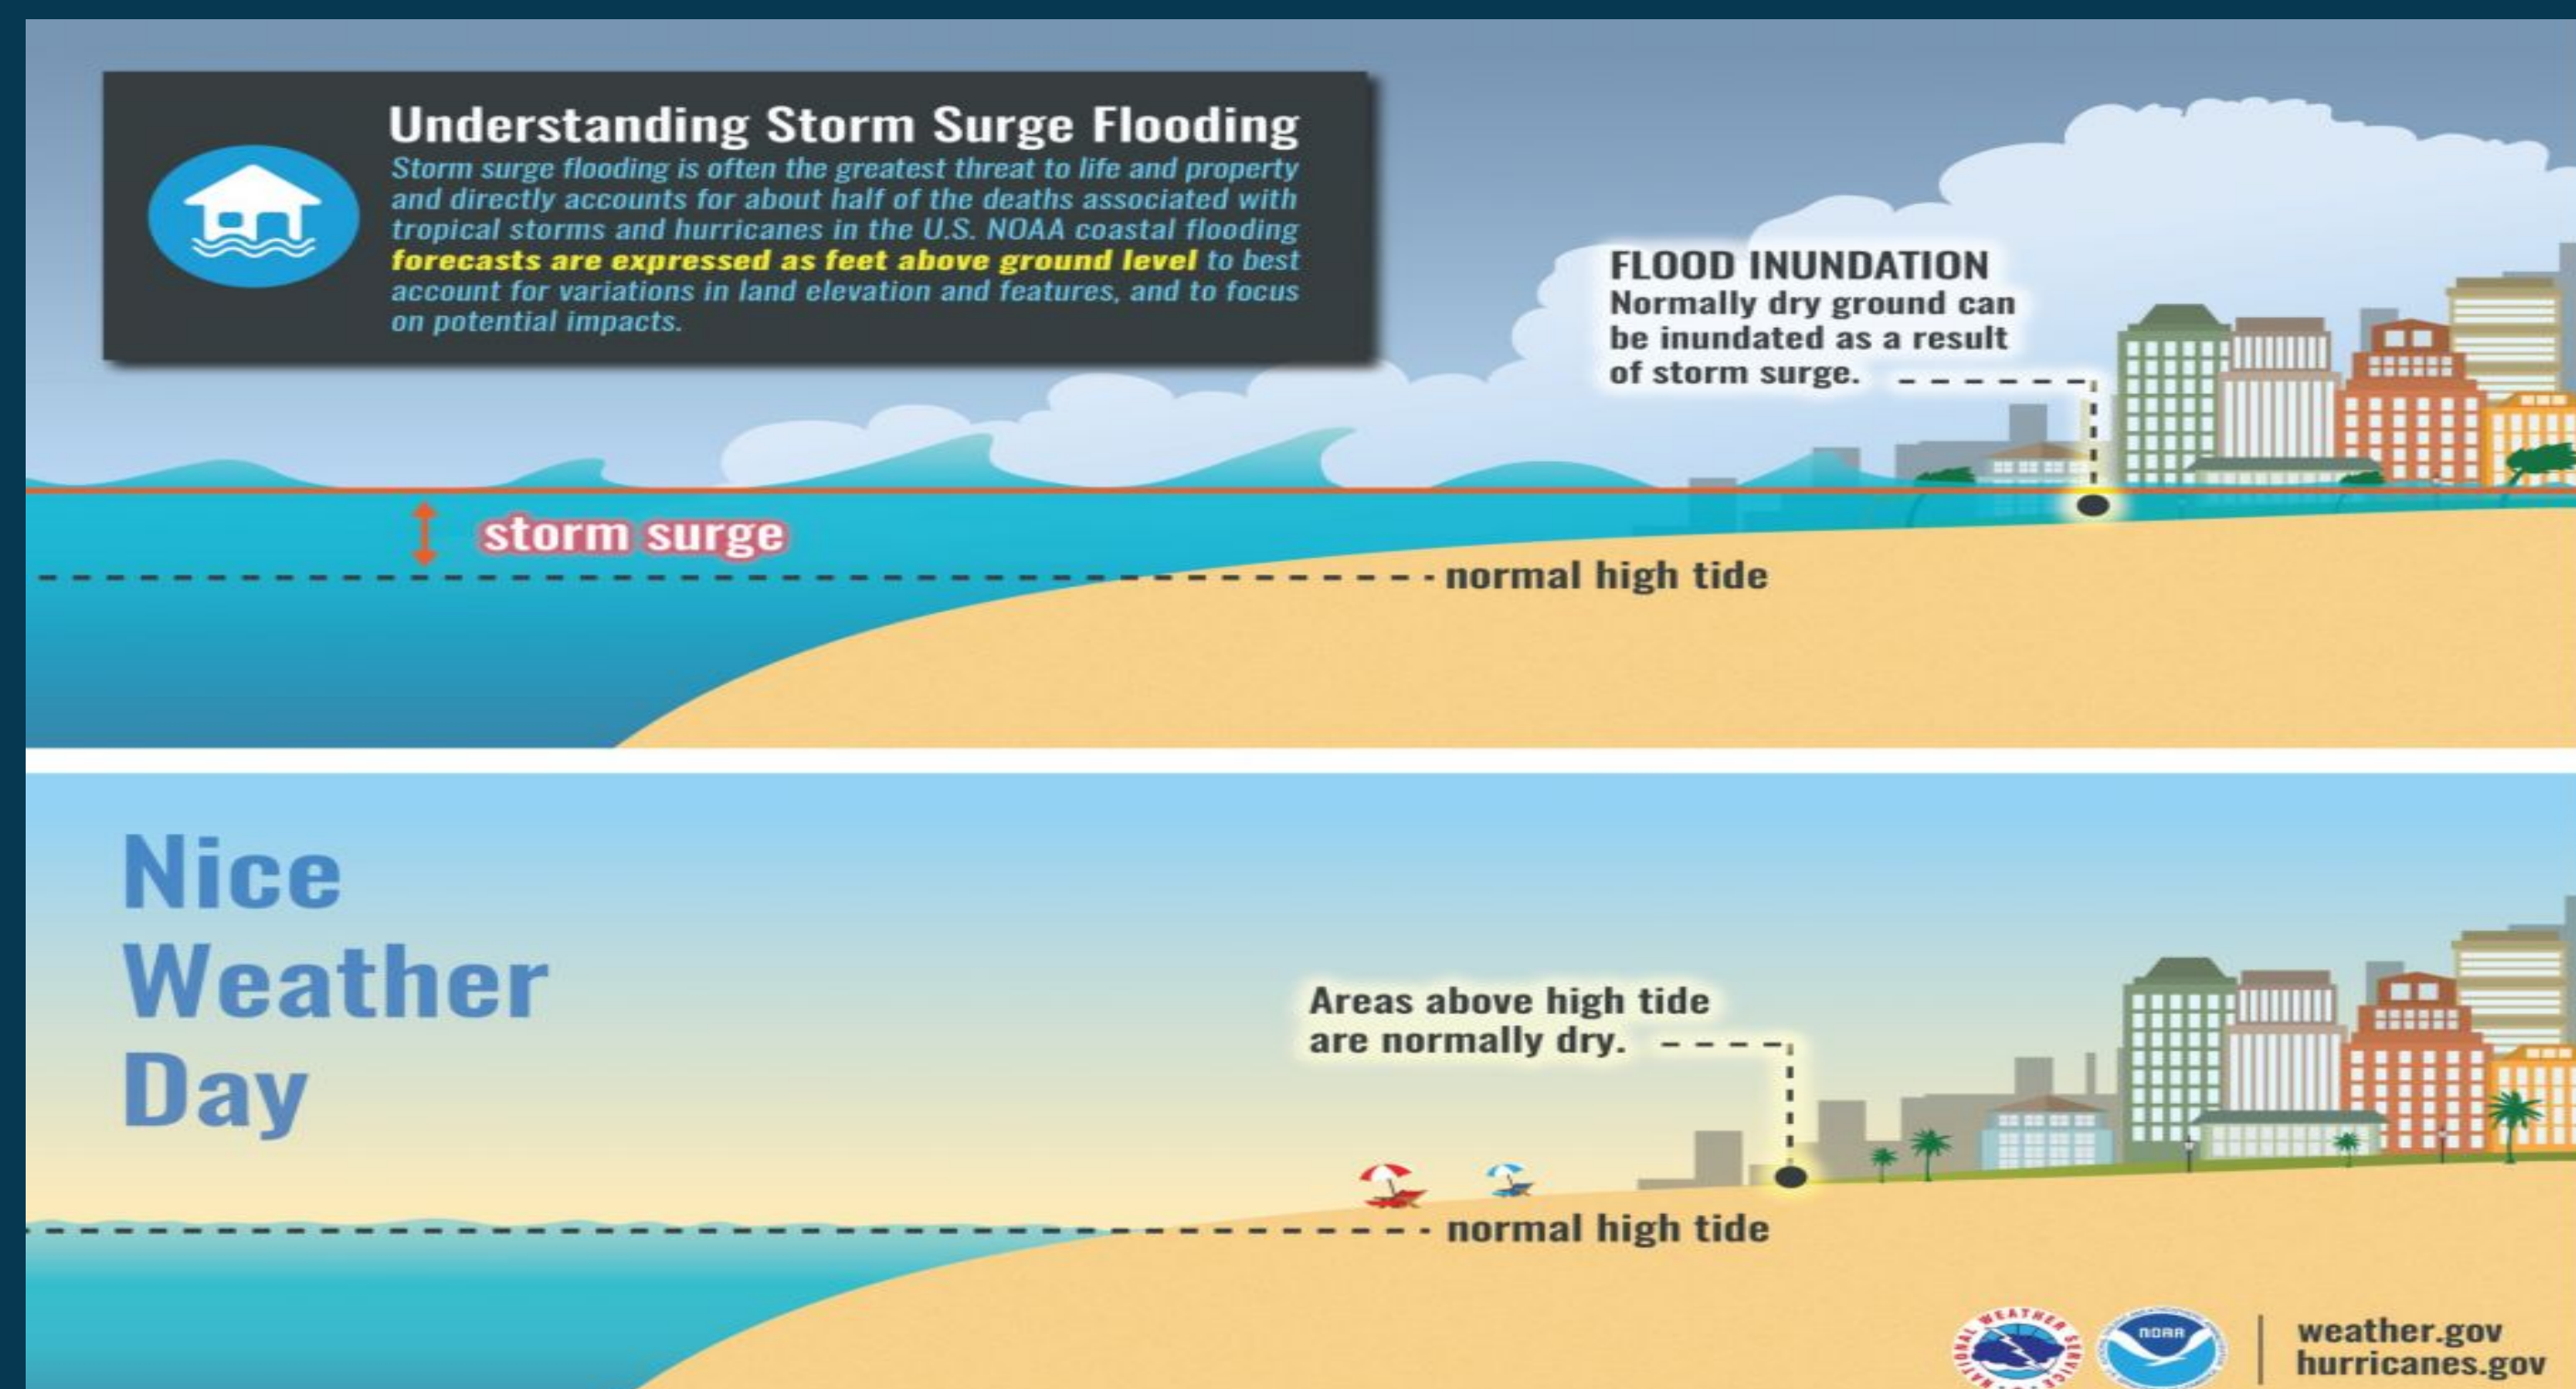 Understanding Storm Surge Flooding
Storm surge flooding is often the greatest threat to life and property
and directly accounts for about half of the deaths associated with
tropical storms and hurricanes in the U.S. NOAA coastal flooding
forecasts are expressed as feet above ground level to best
account for variations in land elevation and features, and to focus
on potential impacts.
FLOOD INUNDATION
Normally dry ground can
be inundated as a result
of storm surge.
storm surge
normal high tide
Nice
Weather
Day
Areas above high tide
are normally dry.
normal high tide
NATIONAL WEATHER SERVICE
NOAA
weather.gov
hurricanes.gov